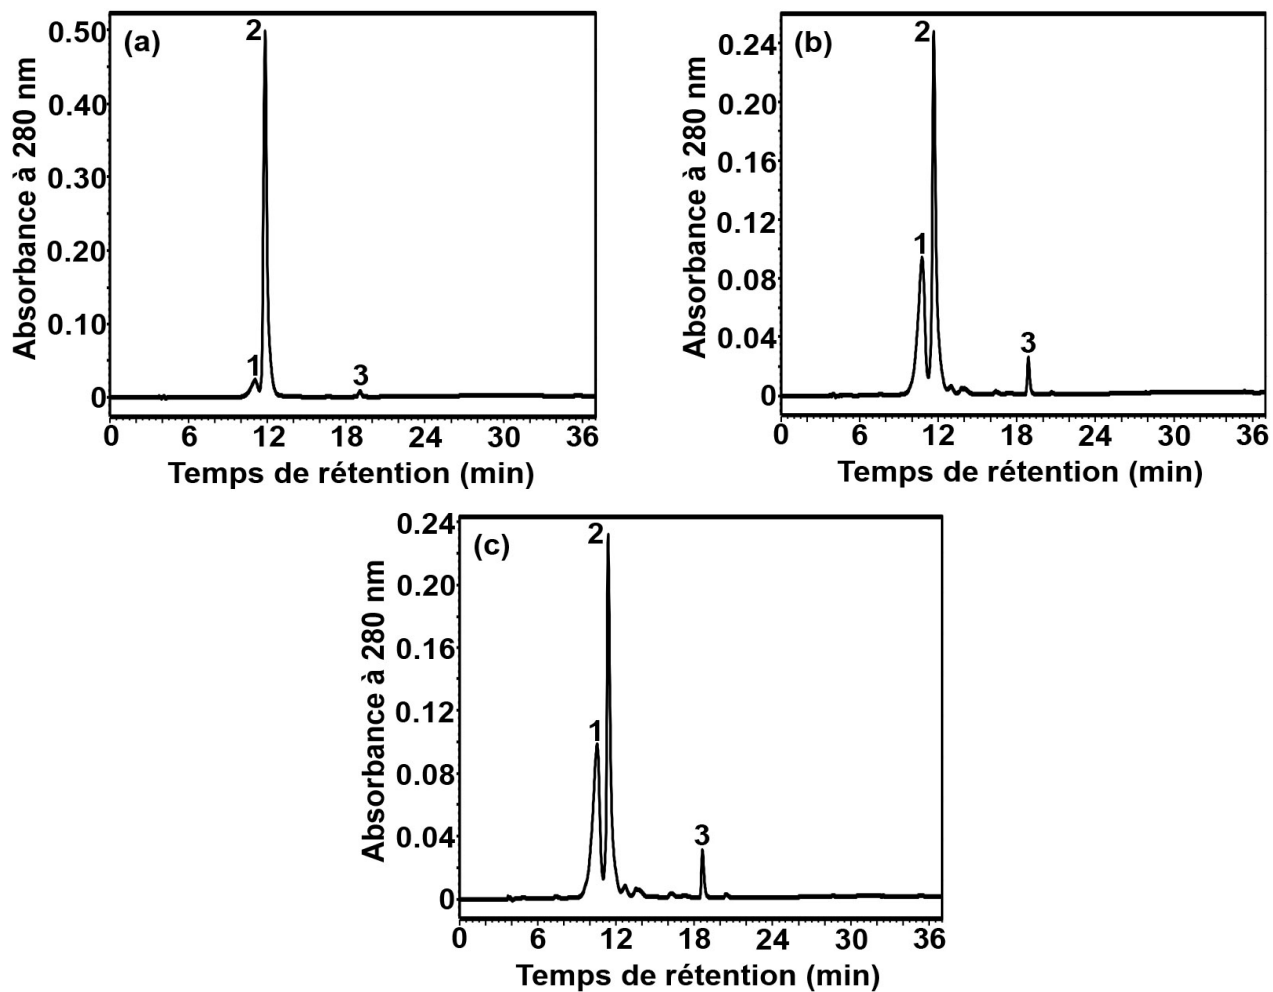 (a)
2
0.50
0.40
0.30
0.20
0.10
0
1
3
Absorbance à 280 nm
0 6 12 18 24 30 36
Temps de rétention (min)
(b)
2
0.24
0.20
0.16
0.12
0.08
0.04
0
1
3
Absorbance à 280 nm
0 6 12 18 24 30 36
Temps de rétention (min)
(c)
2
0.24
0.20
0.16
0.12
0.08
0.04
0
1
3
Absorbance à 280 nm
0 6 12 18 24 30 36
Temps de rétention (min)